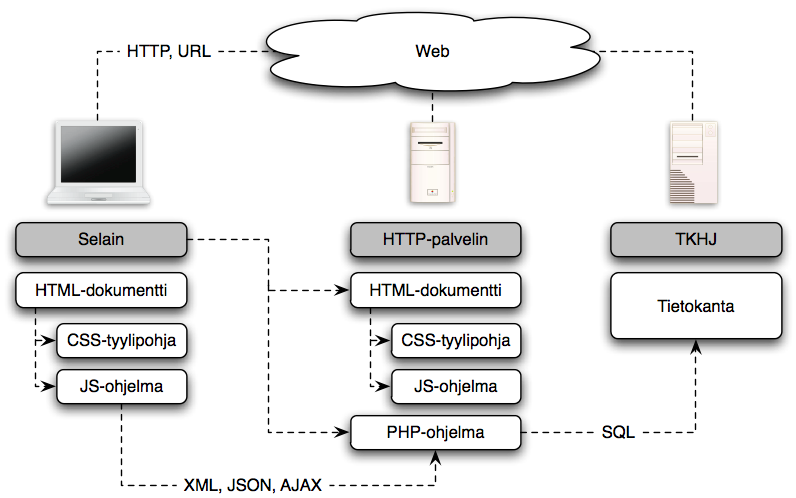 HTTP, URL
Web
Selain
HTTP-palvelin
TKHJ
HTML-dokumentti
HTML-dokumentti
Tietokanta
CSS-tyylipohja
CSS-tyylipohja
JS-ohjelma
JS-ohjelma
PHP-ohjelma
SQL
XML, JSON, AJAX